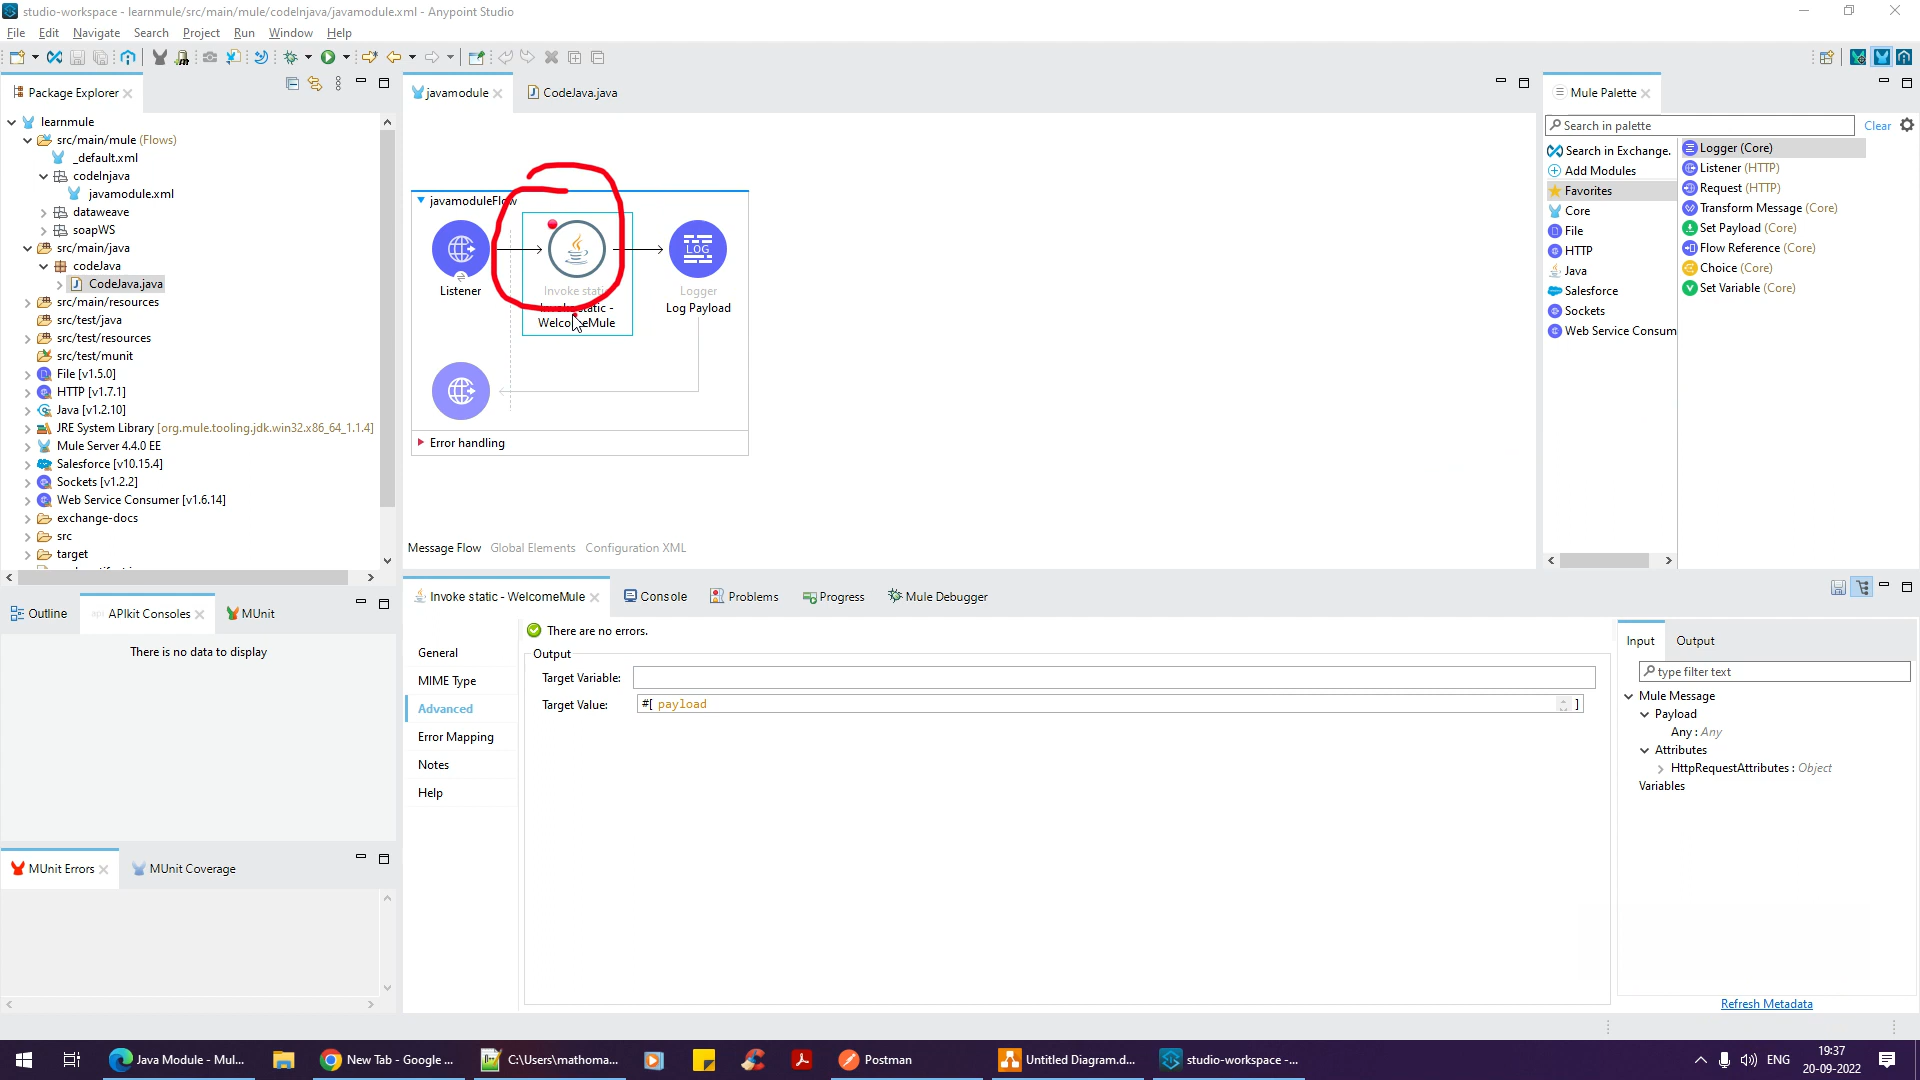 studio-workspace - learnmule/src/main/mule/codeInjava/javamodule.xml - Anypoint Studio
File Edit Navigate Search Project Run Window Help
Package Explorer
learnmule
src/main/mule (Flows)
_default.xml
codeInjava
javamodule.xml
dataweave
soapWS
src/main/java
codeJava
CodeJava.java
src/main/resources
src/test/java
src/test/resources
src/test/munit
File [v1.5.0]
HTTP [v1.7.1]
Java [v1.2.10]
JRE System Library [org.mule.tooling.jdk.win32.x86_64_1.1.4]
Mule Server 4.4.0 EE
Salesforce [v10.15.4]
Sockets [v1.2.2]
Web Service Consumer [v1.6.14]
exchange-docs
src
target
Outline APIkit Consoles MUnit
There is no data to display
MUnit Errors MUnit Coverage
javamodule CodeJava.java
javamoduleFlow
LOG
Listener
Invoke static
Invoke static -
WelcomeMule
Logger
Log Payload
Error handling
Message Flow Global Elements Configuration XML
Mule Palette
Search in palette Clear
Search in Exchange.
Add Modules
Favorites
Core
File
HTTP
Java
Salesforce
Sockets
Web Service Consum
Logger (Core)
Listener (HTTP)
Request (HTTP)
Transform Message (Core)
Set Payload (Core)
Flow Reference (Core)
Choice (Core)
Set Variable (Core)
Invoke static - WelcomeMule Console Problems Progress Mule Debugger
There are no errors.
General
MIME Type
Advanced
Error Mapping
Notes
Help
Output
Target Variable:
Target Value: #[ payload ]
Input Output
type filter text
Mule Message
Payload
Any : Any
Attributes
HttpRequestAttributes : Object
Variables
Refresh Metadata
Java Module - Mul... New Tab - Google ... C:\Users\mathoma... Postman Untitled Diagram.d... studio-workspace -... ENG
19:37
20-09-2022